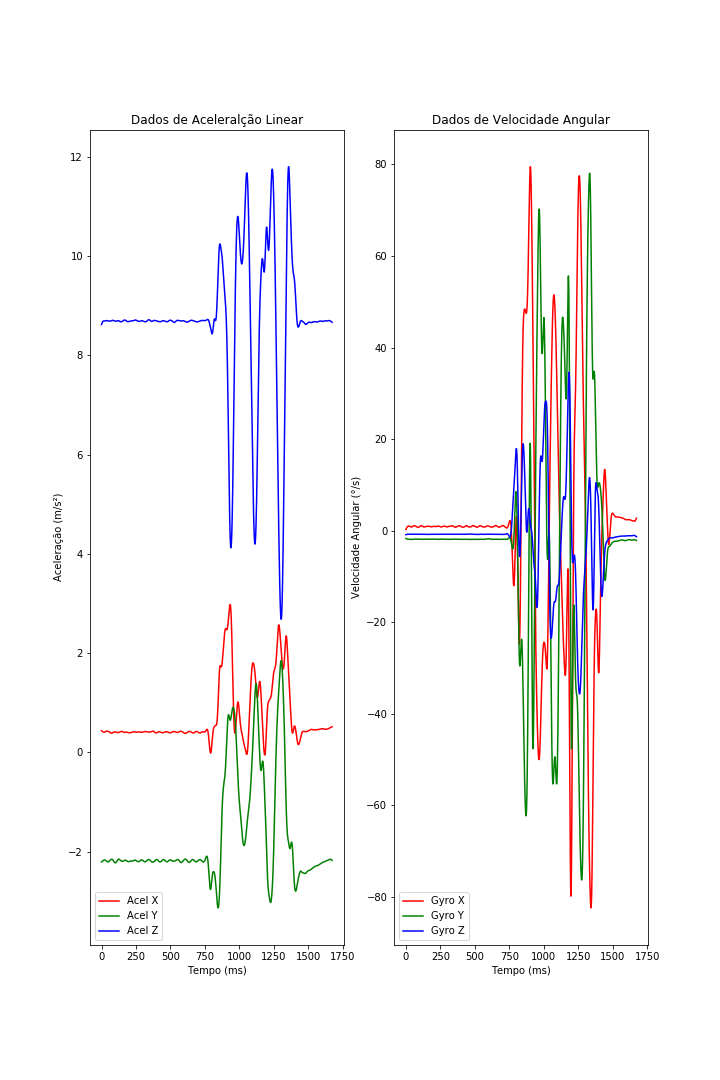 Dados de Aceleralção Linear
12
10
8
6
4
2
0
−2
Aceleração (m/s²)
0 250 500 750 1000 1250 1500 1750
Tempo (ms)
Acel X
Acel Y
Acel Z
Dados de Velocidade Angular
80
60
40
20
0
−20
−40
−60
−80
Velocidade Angular (°/s)
0 250 500 750 1000 1250 1500 1750
Tempo (ms)
Gyro X
Gyro Y
Gyro Z